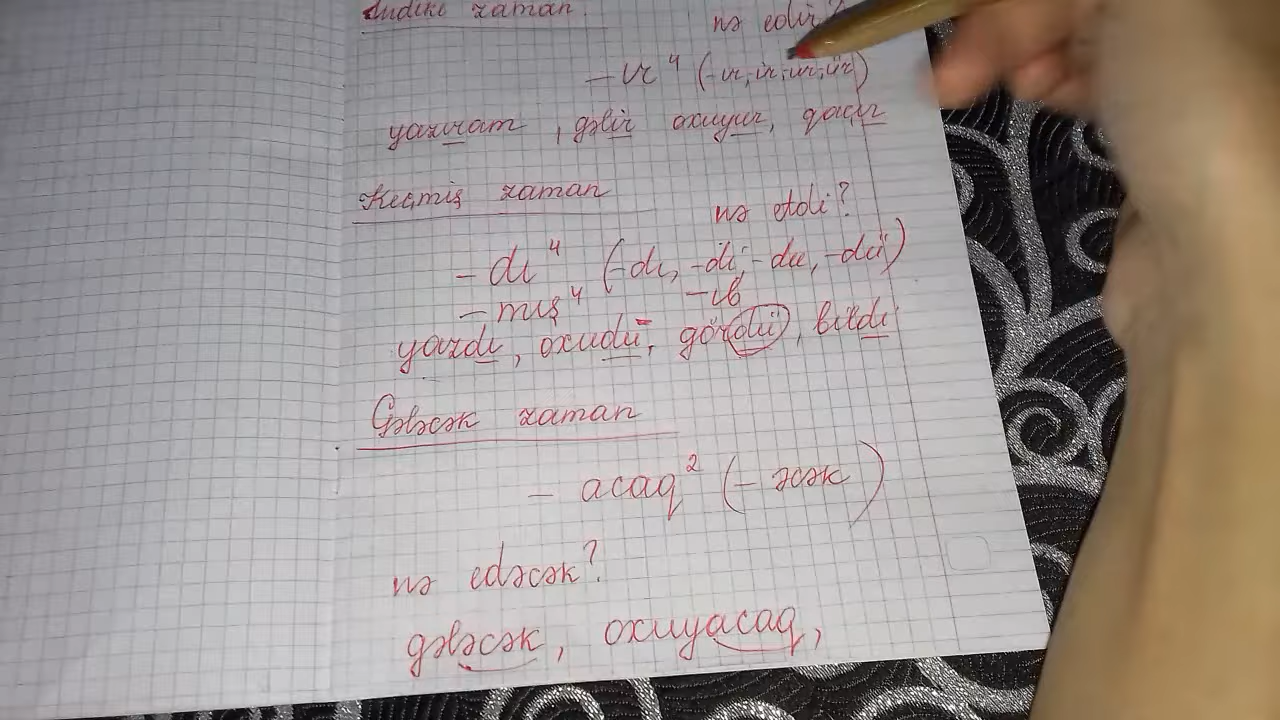 İndiki zaman
nə edir?
-ır⁴ (-ır, ir, ur, ür)
yazıram, gəlir oxuyur, qaçır
Keçmiş zaman
nə etdi?
-dı⁴ (-dı, -di, -du, -dü)
-mış⁴ -ıb
yazdı, oxudu, gördü, bildi
Gələcək zaman
- acaq² (- əcək)
nə edəcək?
gələcək, oxuyacaq,